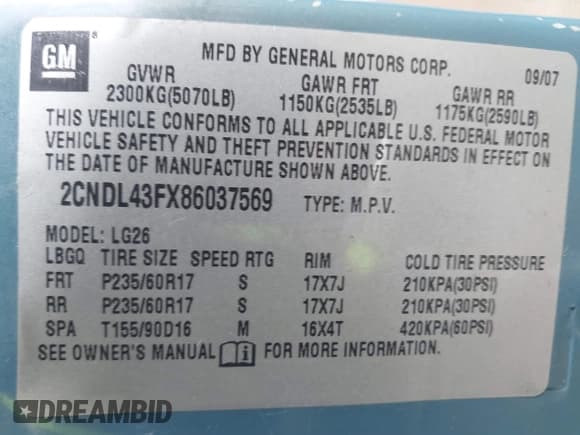 GM
MFD BY GENERAL MOTORS CORP. 09/07
GVWR GAWR FRT GAWR RR
2300KG(5070LB) 1150KG(2535LB) 1175KG(2590LB)
THIS VEHICLE CONFORMS TO ALL APPLICABLE U.S. FEDERAL MOTOR
VEHICLE SAFETY AND THEFT PREVENTION STANDARDS IN EFFECT ON
THE DATE OF MANUFACTURE SHOWN ABOVE.
2CNDL43FX86037569 TYPE: M.P.V.
MODEL: LG26
LBGQ TIRE SIZE SPEED RTG RIM COLD TIRE PRESSURE
FRT P235/60R17 S 17X7J 210KPA(30PSI)
RR P235/60R17 S 17X7J 210KPA(30PSI)
SPA T155/90D16 M 16X4T 420KPA(60PSI)
SEE OWNER'S MANUAL FOR MORE INFORMATION.
DREAMBID